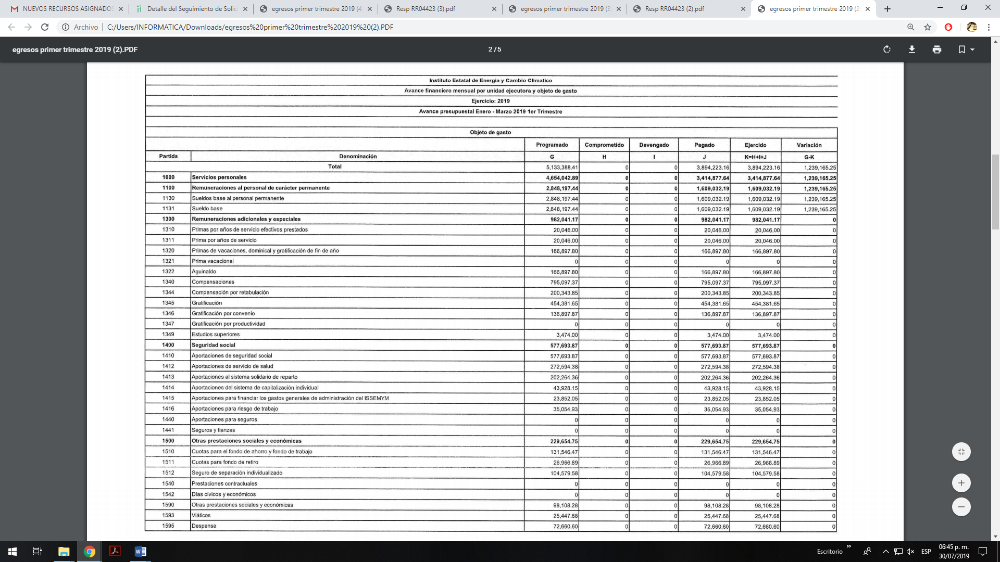 NUEVOS RECURSOS ASIGNADOS
Detalle del Seguimiento de Solic
egresos primer trimestre 2019 (4)
Resp RR04423 (3).pdf
egresos primer trimestre 2019 (3)
Resp RR04423 (2).pdf
egresos primer trimestre 2019 (2
Archivo C:/Users/INFORMATICA/Downloads/egresos%20primer%20trimestre%202019%20(2).PDF
egresos primer trimestre 2019 (2).PDF 2 / 5
Instituto Estatal de Energia y Cambio Climatico
Avance financiero mensual por unidad ejecutora y objeto de gasto
Ejercicio: 2019
Avance presupuestal Enero - Marzo 2019 1er Trimestre
Objeto de gasto
Programado Comprometido Devengado Pagado Ejercido Variación
Partida Denominación G H I J K=H+I+J G-K
Total 5,133,388.41 0 0 3,894,223.16 3,894,223.16 1,239,165.25
1000 Servicios personales 4,654,042.89 0 0 3,414,877.64 3,414,877.64 1,239,165.25
1100 Remuneraciones al personal de carácter permanente 2,848,197.44 0 0 1,609,032.19 1,609,032.19 1,239,165.25
1130 Sueldos base al personal permanente 2,848,197.44 0 0 1,609,032.19 1,609,032.19 1,239,165.25
1131 Sueldo base 2,848,197.44 0 0 1,609,032.19 1,609,032.19 1,239,165.25
1300 Remuneraciones adicionales y especiales 982,041.17 0 0 982,041.17 982,041.17 0
1310 Primas por años de servicio efectivos prestados 20,046.00 0 0 20,046.00 20,046.00 0
1311 Prima por años de servicio 20,046.00 0 0 20,046.00 20,046.00 0
1320 Primas de vacaciones, dominical y gratificación de fin de año 166,897.80 0 0 166,897.80 166,897.80 0
1321 Prima vacacional 0 0 0 0 0 0
1322 Aguinaldo 166,897.80 0 0 166,897.80 166,897.80 0
1340 Compensaciones 795,097.37 0 0 795,097.37 795,097.37 0
1344 Compensación por retabulación 200,343.85 0 0 200,343.85 200,343.85 0
1345 Gratificación 454,381.65 0 0 454,381.65 454,381.65 0
1346 Gratificación por convenio 136,897.87 0 0 136,897.87 136,897.87 0
1347 Gratificación por productividad 0 0 0 0 0 0
1349 Estudios superiores 3,474.00 0 0 3,474.00 3,474.00 0
1400 Seguridad social 577,693.87 0 0 577,693.87 577,693.87 0
1410 Aportaciones de seguridad social 577,693.87 0 0 577,693.87 577,693.87 0
1412 Aportaciones de servicio de salud 272,594.38 0 0 272,594.38 272,594.38 0
1413 Aportaciones al sistema solidario de reparto 202,264.36 0 0 202,264.36 202,264.36 0
1414 Aportaciones del sistema de capitalización individual 43,928.15 0 0 43,928.15 43,928.15 0
1415 Aportaciones para financiar los gastos generales de administración del ISSEMYM 23,852.05 0 0 23,852.05 23,852.05 0
1416 Aportaciones para riesgo de trabajo 35,054.93 0 0 35,054.93 35,054.93 0
1440 Aportaciones para seguros 0 0 0 0 0 0
1441 Seguros y fianzas 0 0 0 0 0 0
1500 Otras prestaciones sociales y económicas 229,654.75 0 0 229,654.75 229,654.75 0
1510 Cuotas para el fondo de ahorro y fondo de trabajo 131,546.47 0 0 131,546.47 131,546.47 0
1511 Cuotas para fondo de retiro 26,966.89 0 0 26,966.89 26,966.89 0
1512 Seguro de separación individualizado 104,579.58 0 0 104,579.58 104,579.58 0
1540 Prestaciones contractuales 0 0 0 0 0 0
1542 Días cívicos y económicos 0 0 0 0 0 0
1590 Otras prestaciones sociales y económicas 98,108.28 0 0 98,108.28 98,108.28 0
1593 Viáticos 25,447.68 0 0 25,447.68 25,447.68 0
1595 Despensa 72,660.60 0 0 72,660.60 72,660.60 0
Escritorio » ESP 06:45 p. m.
30/07/2019